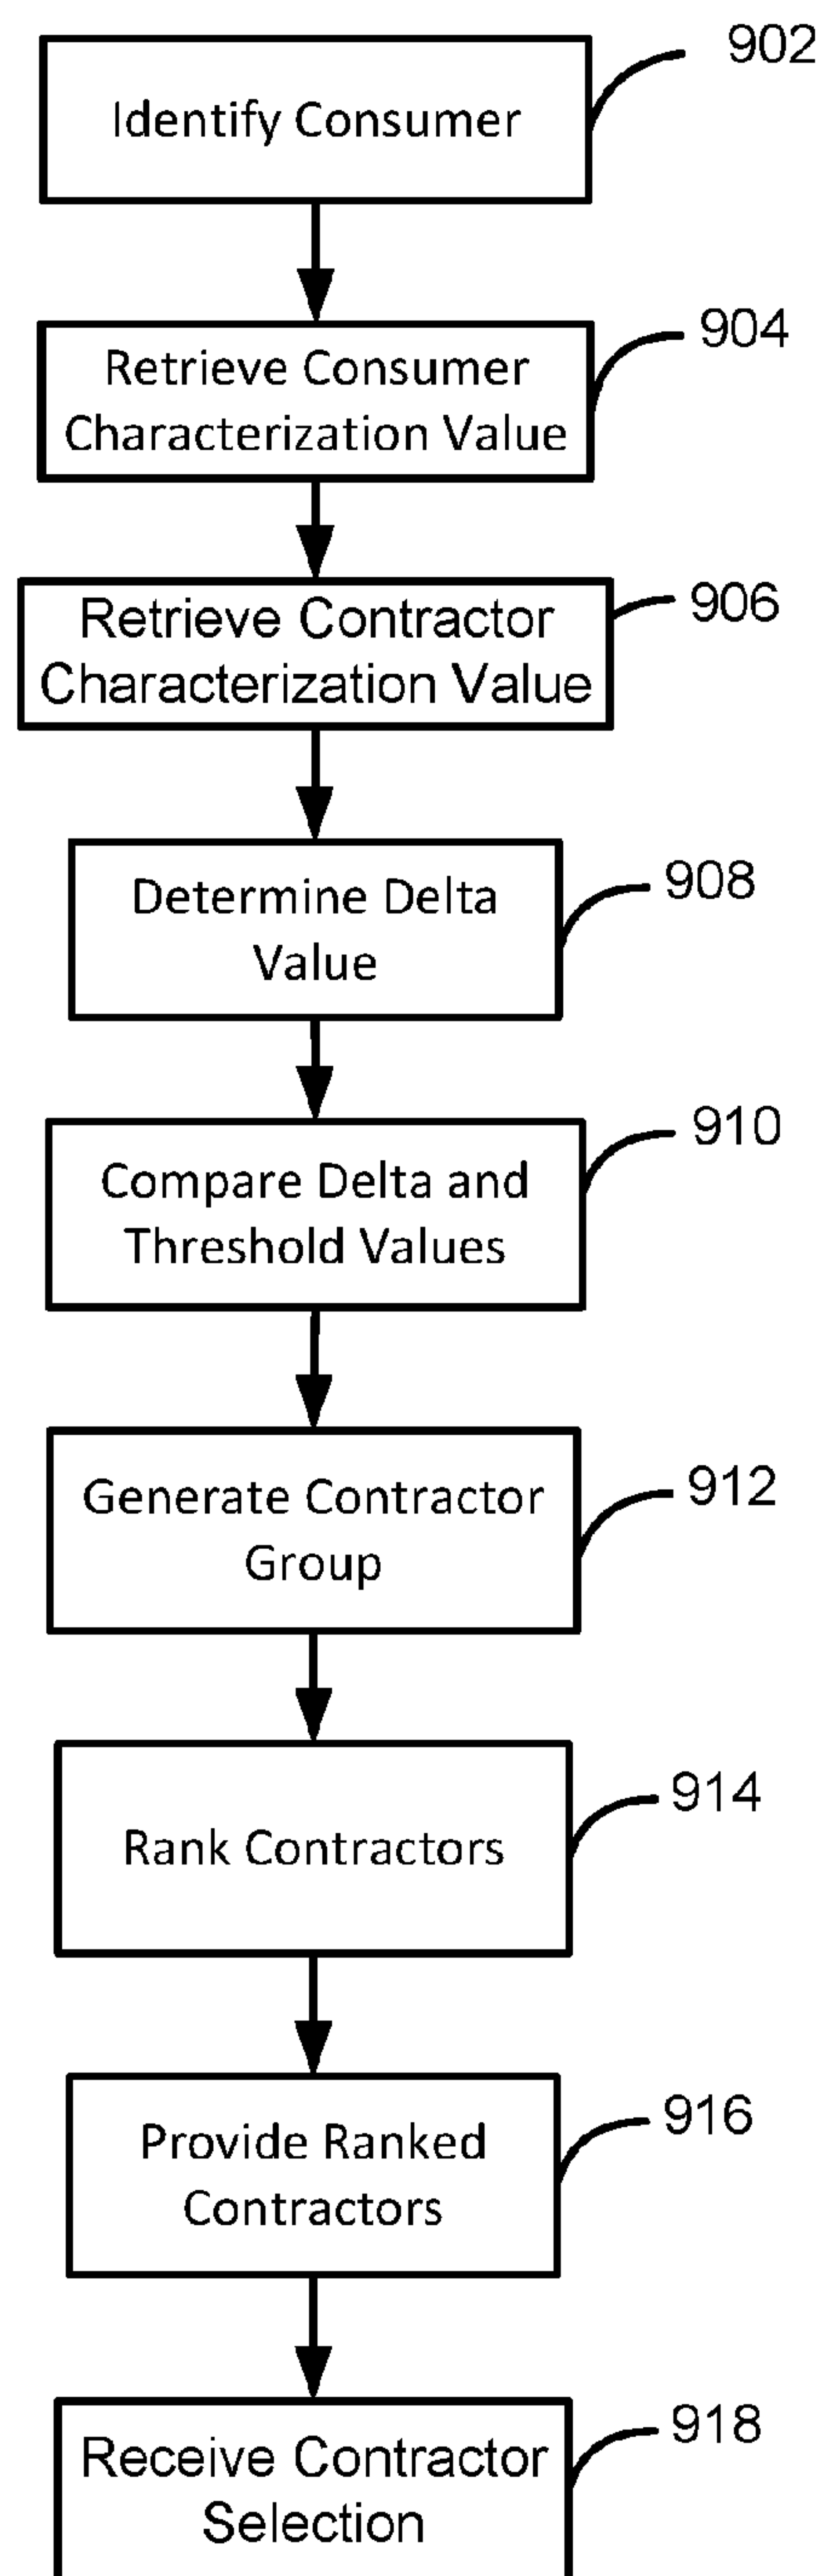 902
Identify Consumer
904
Retrieve Consumer
Characterization Value
906
Retrieve Contractor
Characterization Value
908
Determine Delta
Value
910
Compare Delta and
Threshold Values
912
Generate Contractor
Group
914
Rank Contractors
916
Provide Ranked
Contractors
918
Receive Contractor
Selection